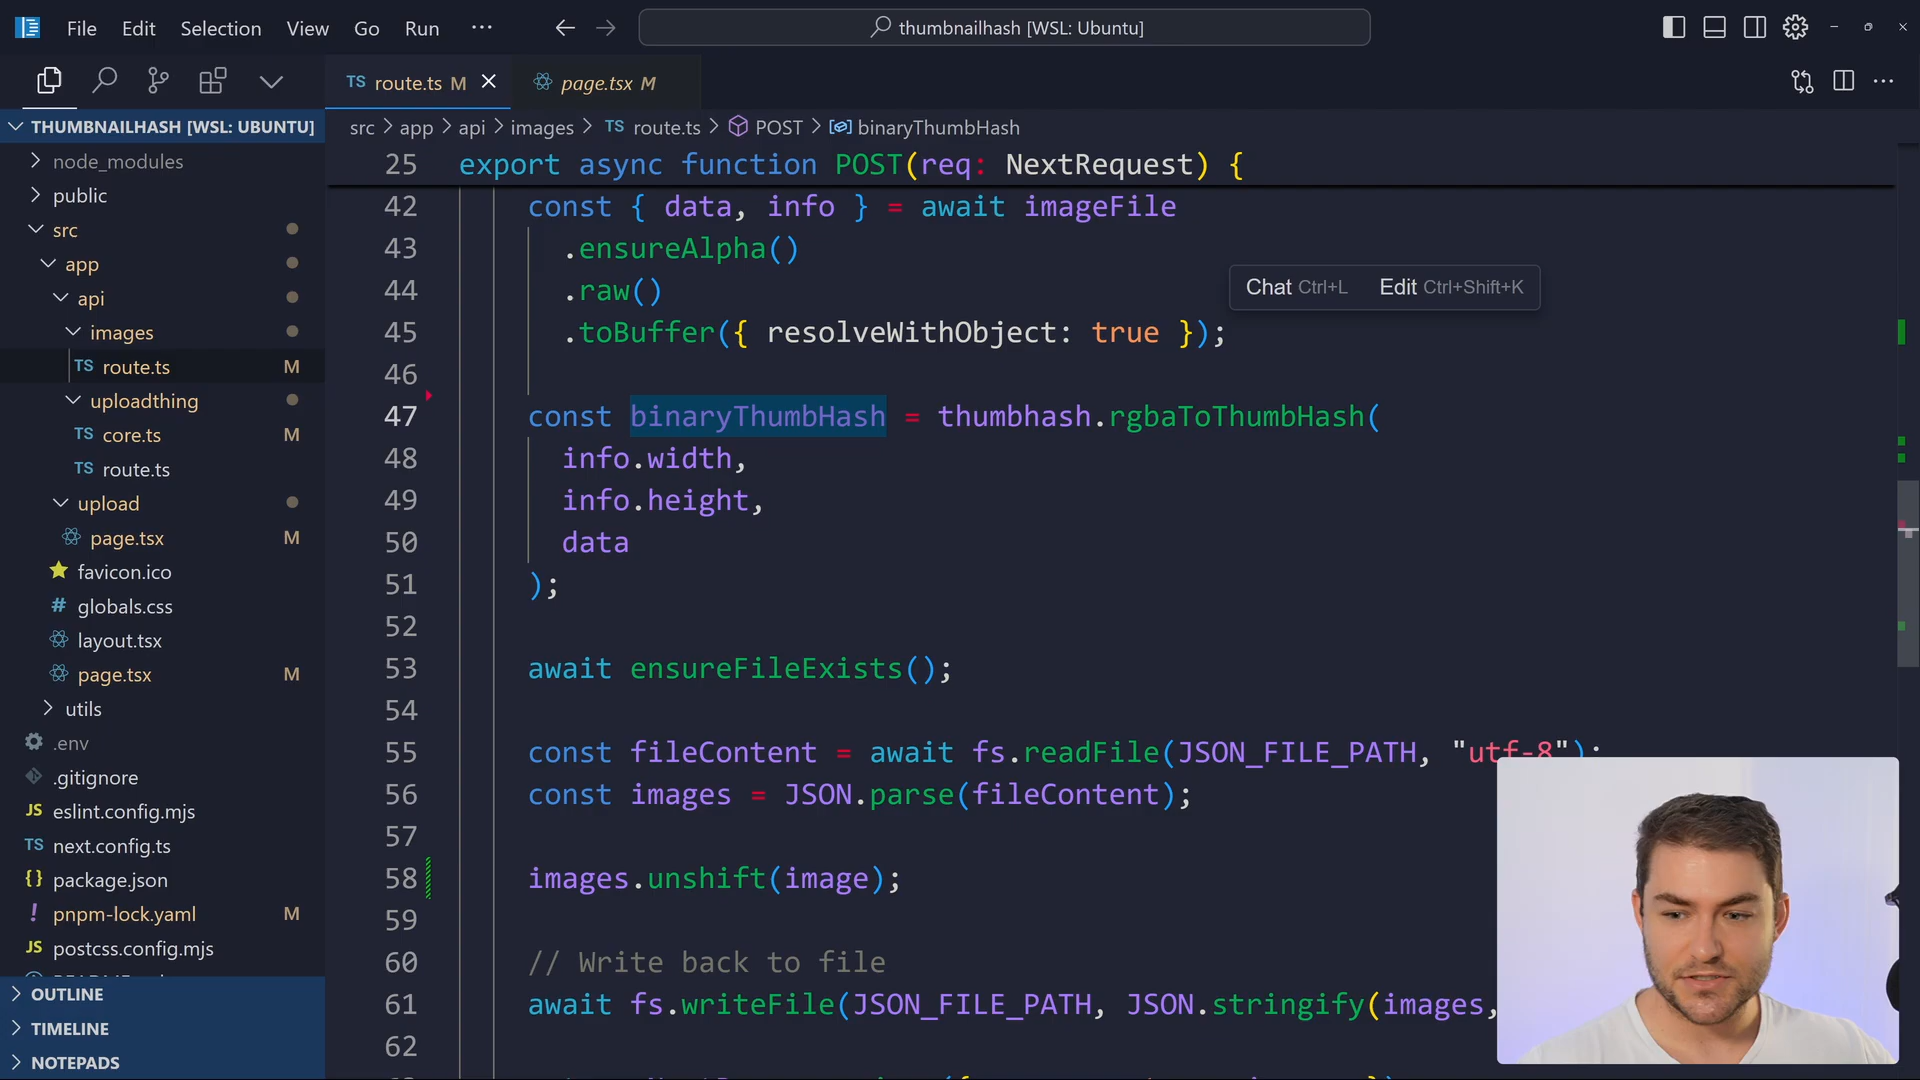 File Edit Selection View Go Run ···
thumbnailhash [WSL: Ubuntu]
TS route.ts M
page.tsx M
THUMBNAILHASH [WSL: UBUNTU]
node_modules
public
src
app
api
images
TS route.ts M
uploadthing
TS core.ts M
TS route.ts
upload
page.tsx M
favicon.ico
# globals.css
layout.tsx
page.tsx M
utils
.env
.gitignore
JS eslint.config.mjs
TS next.config.ts
{} package.json
! pnpm-lock.yaml M
JS postcss.config.mjs
OUTLINE
TIMELINE
NOTEPADS
src > app > api > images > TS route.ts > POST > binaryThumbHash
25 export async function POST(req: NextRequest) {
42 const { data, info } = await imageFile
43 .ensureAlpha()
44 .raw()
45 .toBuffer({ resolveWithObject: true });
46
47 const binaryThumbHash = thumbhash.rgbaToThumbHash(
48 info.width,
49 info.height,
50 data
51 );
52
53 await ensureFileExists();
54
55 const fileContent = await fs.readFile(JSON_FILE_PATH, "utf-8");
56 const images = JSON.parse(fileContent);
57
58 images.unshift(image);
59
60 // Write back to file
61 await fs.writeFile(JSON_FILE_PATH, JSON.stringify(images,
62
Chat Ctrl+L Edit Ctrl+Shift+K